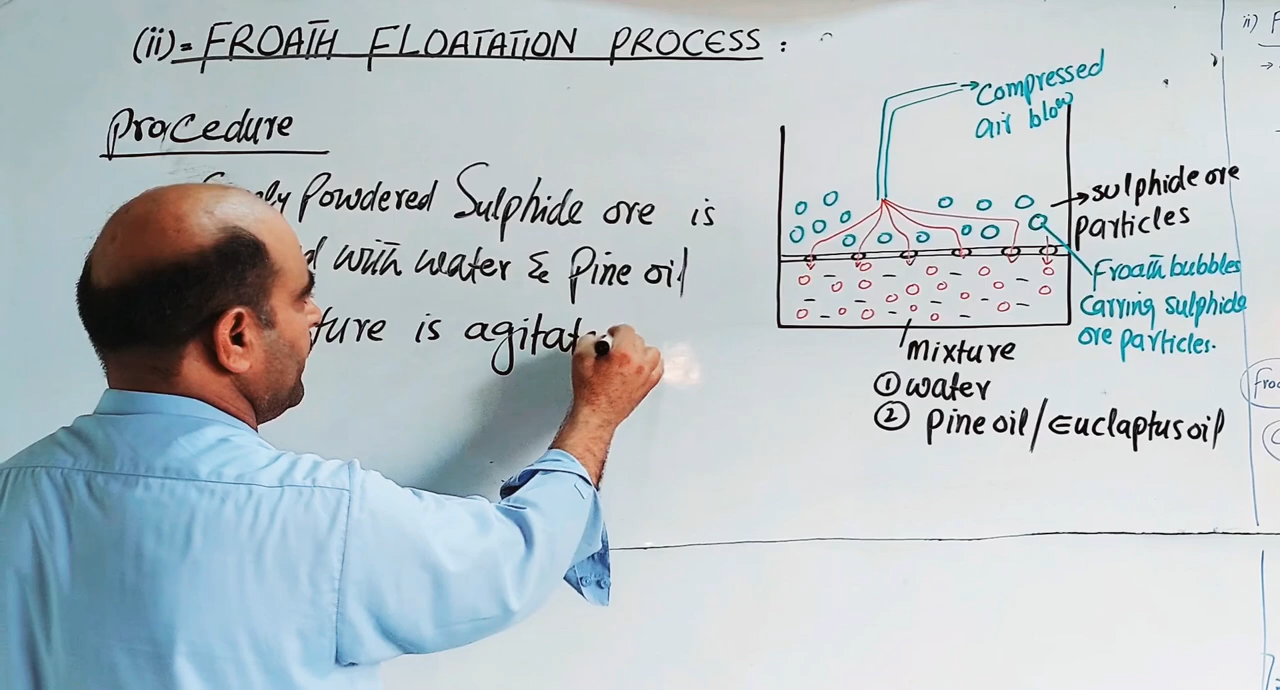 (ii)= FROATH FLOATATION PROCESS :
Procedure
Powdered Sulphide ore is
with water & Pine oil
ture is agitat
Compressed
air blow
sulphide ore
particles
Froath bubbles
Carrying sulphide
ore particles.
mixture
① water
② Pine oil/Euclaptus oil
ii) F